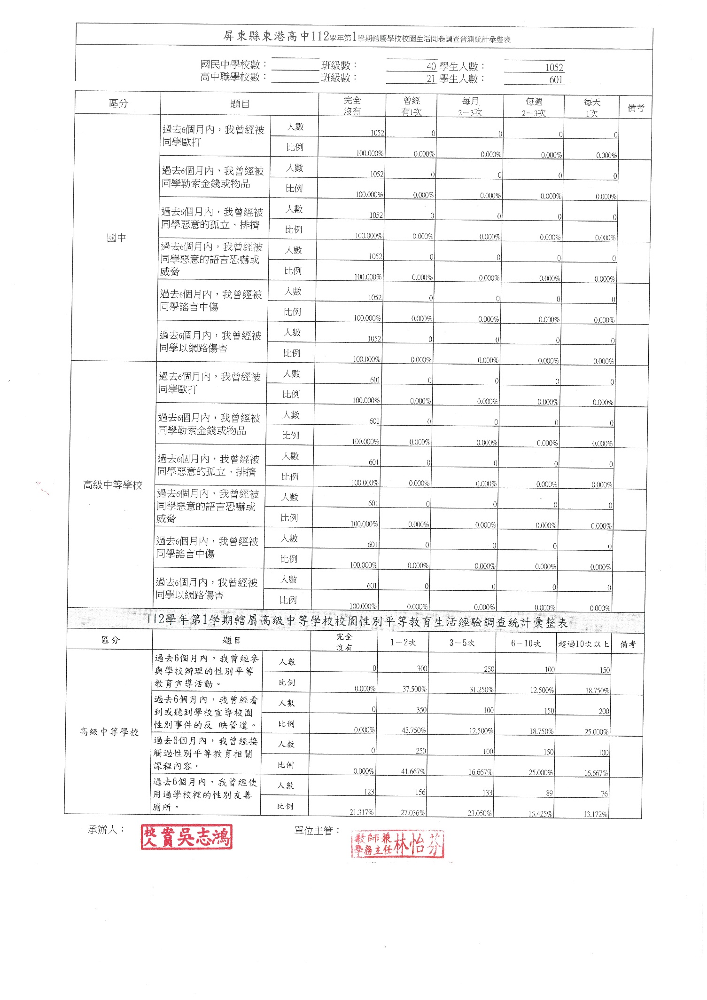 屏東縣東港高中112學年第1學期轄屬學校校園生活問卷調查普測統計彙整表
國民中學校數： 班級數： 40 學生人數： 1052
高中職學校數： 班級數： 21 學生人數： 601
區分 題目 完全沒有 曾經有1次 每月2－3次 每週2－3次 每天1次 備考
國中
過去6個月內，我曾經被
同學毆打
人數 1052 0 0 0 0
比例 100.000% 0.000% 0.000% 0.000% 0.000%
過去6個月內，我曾經被
同學勒索金錢或物品
人數 1052 0 0 0 0
比例 100.000% 0.000% 0.000% 0.000% 0.000%
過去6個月內，我曾經被
同學惡意的孤立、排擠
人數 1052 0 0 0 0
比例 100.000% 0.000% 0.000% 0.000% 0.000%
過去6個月內，我曾經被
同學惡意的語言恐嚇或
威脅
人數 1052 0 0 0 0
比例 100.000% 0.000% 0.000% 0.000% 0.000%
過去6個月內，我曾經被
同學謠言中傷
人數 1052 0 0 0 0
比例 100.000% 0.000% 0.000% 0.000% 0.000%
過去6個月內，我曾經被
同學以網路傷害
人數 1052 0 0 0 0
比例 100.000% 0.000% 0.000% 0.000% 0.000%
高級中等學校
過去6個月內，我曾經被
同學毆打
人數 601 0 0 0 0
比例 100.000% 0.000% 0.000% 0.000% 0.000%
過去6個月內，我曾經被
同學勒索金錢或物品
人數 601 0 0 0 0
比例 100.000% 0.000% 0.000% 0.000% 0.000%
過去6個月內，我曾經被
同學惡意的孤立、排擠
人數 601 0 0 0 0
比例 100.000% 0.000% 0.000% 0.000% 0.000%
過去6個月內，我曾經被
同學惡意的語言恐嚇或
威脅
人數 601 0 0 0 0
比例 100.000% 0.000% 0.000% 0.000% 0.000%
過去6個月內，我曾經被
同學謠言中傷
人數 601 0 0 0 0
比例 100.000% 0.000% 0.000% 0.000% 0.000%
過去6個月內，我曾經被
同學以網路傷害
人數 601 0 0 0 0
比例 100.000% 0.000% 0.000% 0.000% 0.000%
112學年第1學期轄屬高級中等學校校園性別平等教育生活經驗調查統計彙整表
區分 題目 完全沒有 1－2次 3－5次 6－10次 超過10次以上 備考
高級中等學校
過去6個月內，我曾經參
與學校辦理的性別平等
教育宣導活動。
人數 0 300 250 100 150
比例 0.000% 37.500% 31.250% 12.500% 18.750%
過去6個月內，我曾經看
到或聽到學校宣導校園
性別事件的反 映管道。
人數 0 350 100 150 200
比例 0.000% 43.750% 12.500% 18.750% 25.000%
過去6個月內，我曾經接
觸過性別平等教育相關
課程內容。
人數 0 250 100 150 100
比例 0.000% 41.667% 16.667% 25.000% 16.667%
過去6個月內，我曾經使
用過學校裡的性別友善
廁所。
人數 123 156 133 89 76
比例 21.317% 27.036% 23.050% 15.425% 13.172%
承辦人： 校安人員吳志鴻 單位主管： 教師兼學務主任林怡芬